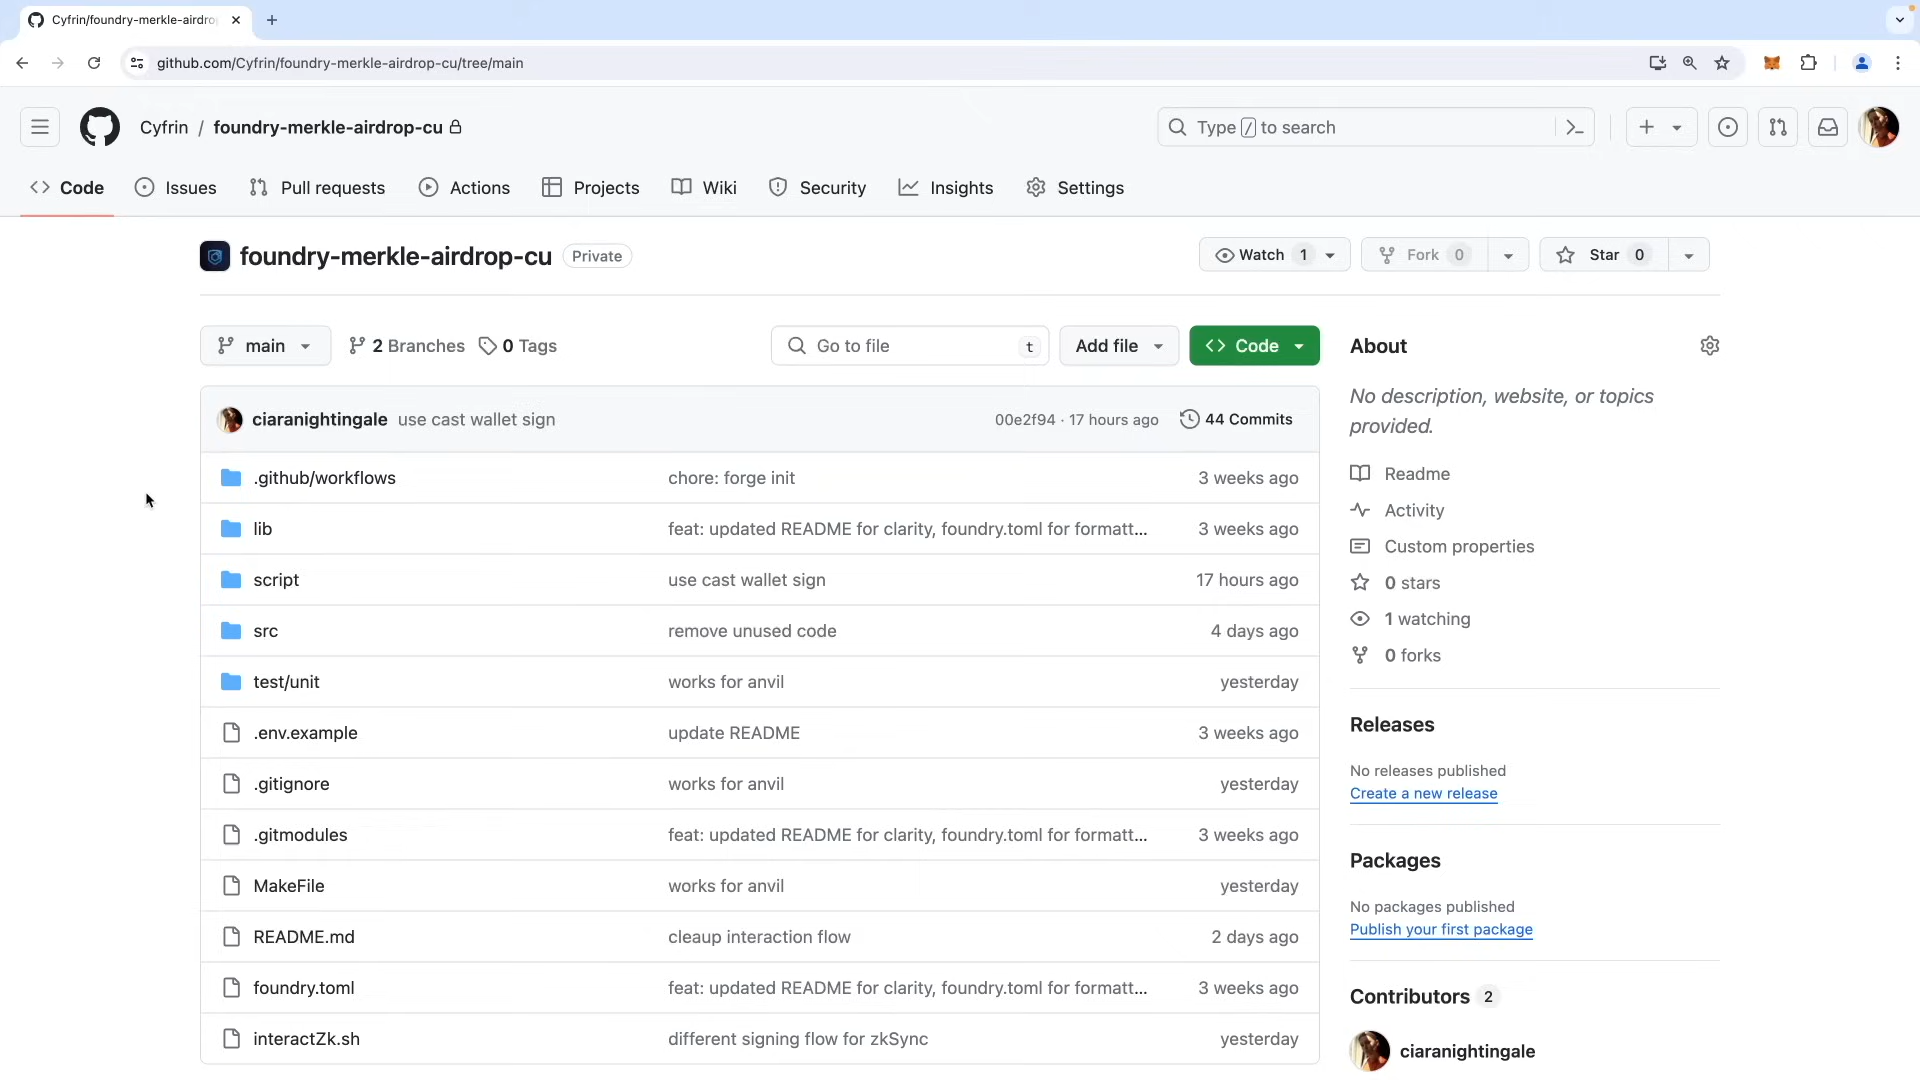 Cyfrin/foundry-merkle-airdro
github.com/Cyfrin/foundry-merkle-airdrop-cu/tree/main
Cyfrin / foundry-merkle-airdrop-cu
Type / to search
Code Issues Pull requests Actions Projects Wiki Security Insights Settings
foundry-merkle-airdrop-cu Private
Watch 1 Fork 0 Star 0
main 2 Branches 0 Tags Go to file t Add file Code
ciaranightingale use cast wallet sign 00e2f94 · 17 hours ago 44 Commits
.github/workflows chore: forge init 3 weeks ago
lib feat: updated README for clarity, foundry.toml for formatt... 3 weeks ago
script use cast wallet sign 17 hours ago
src remove unused code 4 days ago
test/unit works for anvil yesterday
.env.example update README 3 weeks ago
.gitignore works for anvil yesterday
.gitmodules feat: updated README for clarity, foundry.toml for formatt... 3 weeks ago
MakeFile works for anvil yesterday
README.md cleaup interaction flow 2 days ago
foundry.toml feat: updated README for clarity, foundry.toml for formatt... 3 weeks ago
interactZk.sh different signing flow for zkSync yesterday
About
No description, website, or topics
provided.
Readme
Activity
Custom properties
0 stars
1 watching
0 forks
Releases
No releases published
Create a new release
Packages
No packages published
Publish your first package
Contributors 2
ciaranightingale